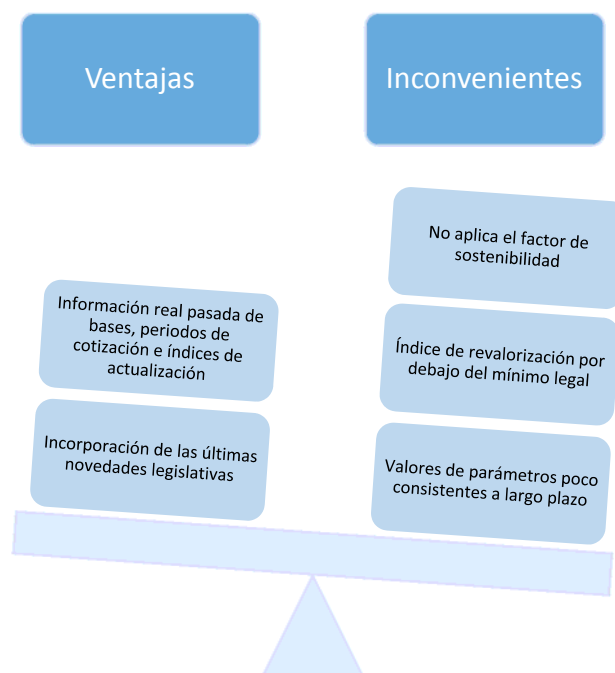 Ventajas
Información real pasada de
bases, periodos de
cotización e índices de
actualización
Incorporación de las últimas
novedades legislativas
Inconvenientes
No aplica el factor de
sostenibilidad
Índice de revalorización por
debajo del mínimo legal
Valores de parámetros poco
consistentes a largo plazo